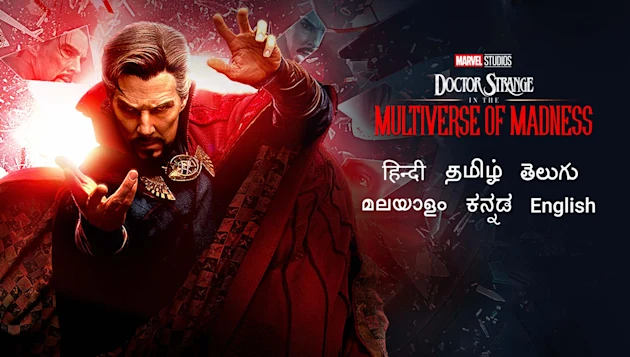 MARVEL STUDIOS
DOCTOR STRANGE
IN THE
MULTIVERSE OF MADNESS
हिन्दी தமிழ் తెలుగు
മലയാളം ಕನ್ನಡ English